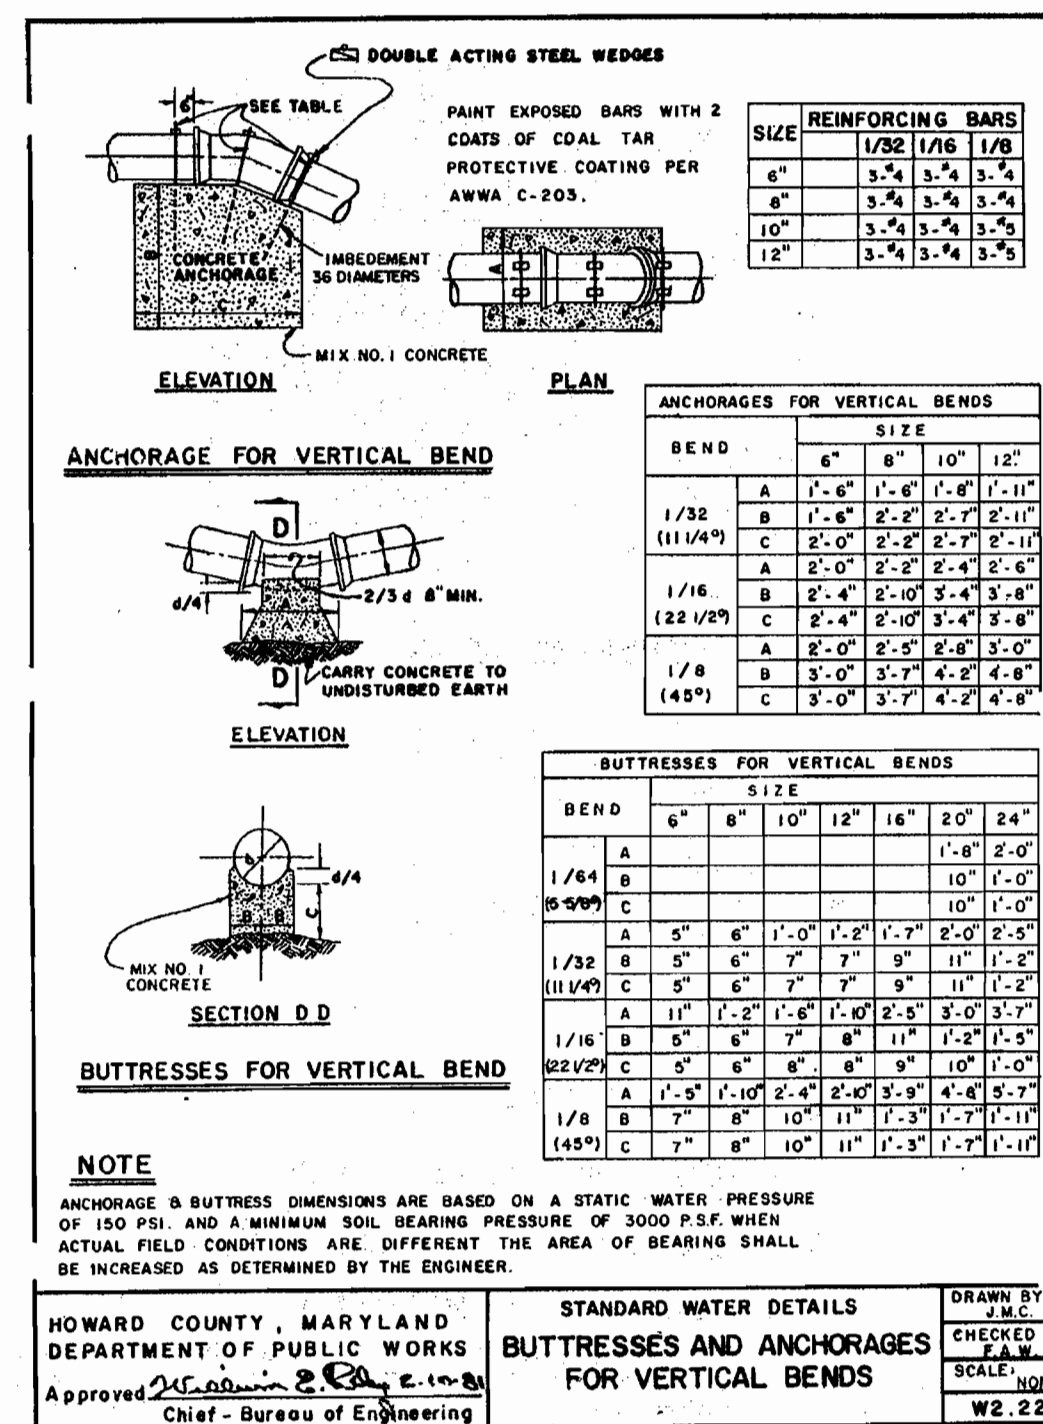 DOUBLE ACTING STEEL WEDGES
6"
SEE TABLE
PAINT EXPOSED BARS WITH 2
COATS OF COAL TAR
PROTECTIVE COATING PER
AWWA C-203.
B
CONCRETE
ANCHORAGE
C
IMBEDEMENT
36 DIAMETERS
MIX NO. 1 CONCRETE
ELEVATION
A
PLAN
SIZE REINFORCING BARS
1/32 1/16 1/8
6" 3-#4 3-#4 3-#4
8" 3-#4 3-#4 3-#4
10" 3-#4 3-#4 3-#5
12" 3-#4 3-#4 3-#5
ANCHORAGE FOR VERTICAL BEND
ANCHORAGES FOR VERTICAL BENDS
BEND SIZE
6" 8" 10" 12"
1/32 (11 1/4°)
A 1'-6" 1'-6" 1'-8" 1'-11"
B 1'-6" 2'-2" 2'-7" 2'-11"
C 2'-0" 2'-2" 2'-7" 2'-11"
1/16 (22 1/2°)
A 2'-0" 2'-2" 2'-4" 2'-6"
B 2'-4" 2'-10" 3'-4" 3'-8"
C 2'-4" 2'-10" 3'-4" 3'-8"
1/8 (45°)
A 2'-0" 2'-5" 2'-8" 3'-0"
B 3'-0" 3'-7" 4'-2" 4'-8"
C 3'-0" 3'-7" 4'-2" 4'-8"
D
d/4
A
2/3 d 8" MIN.
D
CARRY CONCRETE TO
UNDISTURBED EARTH
ELEVATION
BUTTRESSES FOR VERTICAL BENDS
BEND SIZE
6" 8" 10" 12" 16" 20" 24"
1/64 (5 5/8°)
A 1'-8" 2'-0"
B 10" 1'-0"
C 10" 1'-0"
1/32 (11 1/4°)
A 5" 6" 1'-0" 1'-2" 1'-7" 2'-0" 2'-5"
B 5" 6" 7" 7" 9" 11" 1'-2"
C 5" 6" 7" 7" 9" 11" 1'-2"
1/16 (22 1/2°)
A 11" 1'-2" 1'-6" 1'-10" 2'-5" 3'-0" 3'-7"
B 5" 6" 7" 8" 11" 1'-2" 1'-5"
C 5" 6" 8" 8" 9" 10" 1'-0"
1/8 (45°)
A 1'-5" 1'-10" 2'-4" 2'-10" 3'-9" 4'-8" 5'-7"
B 7" 8" 10" 11" 1'-3" 1'-7" 1'-11"
C 7" 8" 10" 11" 1'-3" 1'-7" 1'-11"
d
d/4
C
B B
MIX NO. 1
CONCRETE
SECTION D D
BUTTRESSES FOR VERTICAL BEND
NOTE
ANCHORAGE & BUTTRESS DIMENSIONS ARE BASED ON A STATIC WATER PRESSURE
OF 150 PSI. AND A MINIMUM SOIL BEARING PRESSURE OF 3000 P.S.F. WHEN
ACTUAL FIELD CONDITIONS ARE DIFFERENT THE AREA OF BEARING SHALL
BE INCREASED AS DETERMINED BY THE ENGINEER.
HOWARD COUNTY, MARYLAND
DEPARTMENT OF PUBLIC WORKS
Approved
Chief - Bureau of Engineering
STANDARD WATER DETAILS
BUTTRESSES AND ANCHORAGES
FOR VERTICAL BENDS
DRAWN BY
J.M.C.
CHECKED
F.A.W.
SCALE:
NON
W2.22